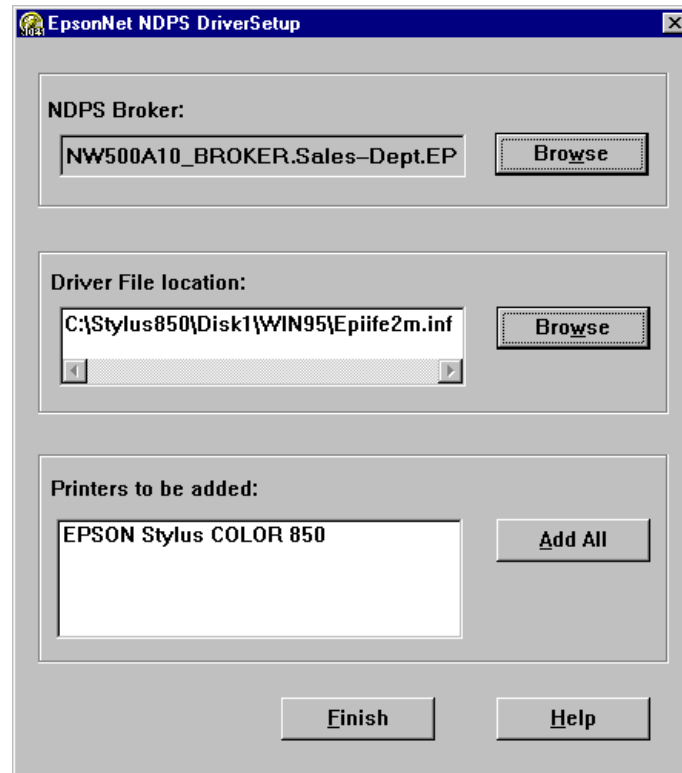 EpsonNet NDPS DriverSetup
NDPS Broker:
NW500A10_BROKER.Sales–Dept.EP
Browse
Driver File location:
C:\Stylus850\Disk1\WIN95\Epiife2m.inf
Browse
Printers to be added:
EPSON Stylus COLOR 850
Add All
Finish
Help